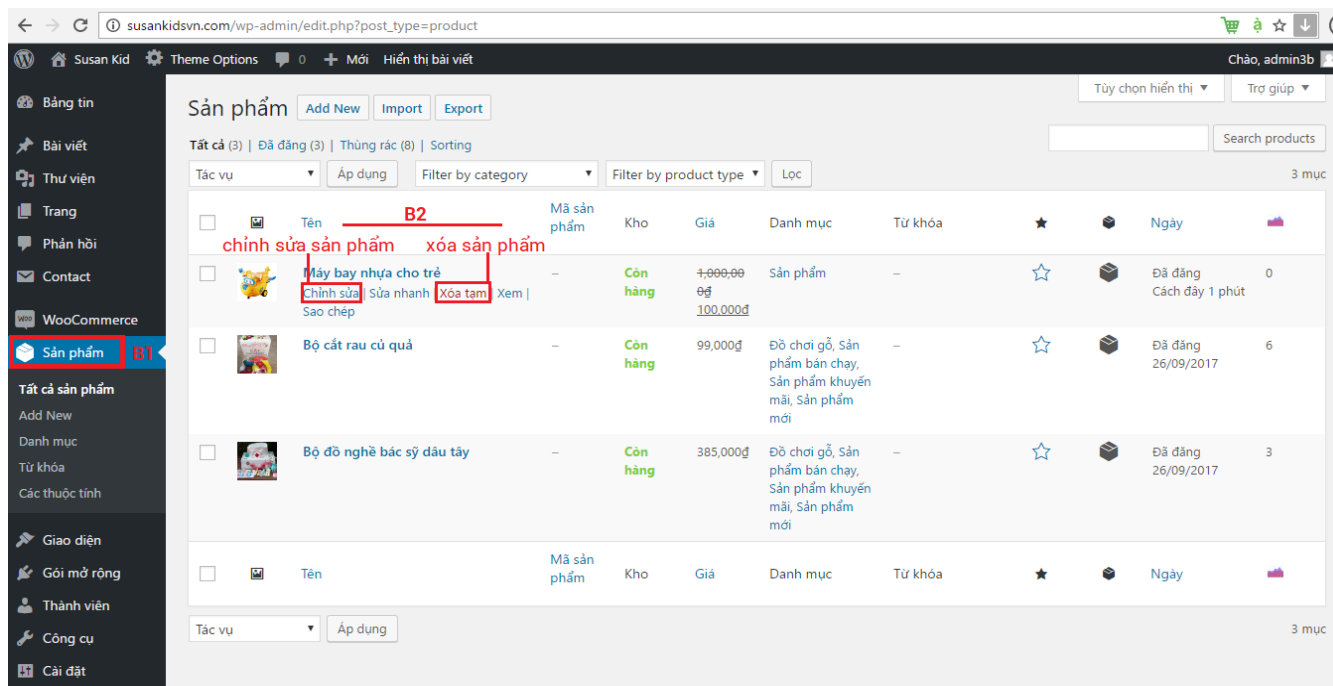 susankidsvn.com/wp-admin/edit.php?post_type=product
Susan Kid Theme Options 0 Mới Hiển thị bài viết Chào, admin3b
Bảng tin
Bài viết
Thư viện
Trang
Phản hồi
Contact
WooCommerce
Sản phẩm B1
Tất cả sản phẩm
Add New
Danh mục
Từ khóa
Các thuộc tính
Giao diện
Gói mở rộng
Thành viên
Công cụ
Cài đặt
Tùy chọn hiển thị Trợ giúp
Sản phẩm Add New Import Export
Tất cả (3) | Đã đăng (3) | Thùng rác (8) | Sorting
Search products
Tác vụ Áp dụng Filter by category Filter by product type Lọc 3 mục
Tên Mã sản phẩm Kho Giá Danh mục Từ khóa Ngày
B2
chỉnh sửa sản phẩm xóa sản phẩm
Máy bay nhựa cho trẻ – Còn hàng 1,000,000₫ 100,000₫ Sản phẩm – Đã đăng 0
Chỉnh sửa | Sửa nhanh | Xóa tạm | Xem | Cách đây 1 phút
Sao chép
Bộ cắt rau củ quả – Còn hàng 99,000₫ Đồ chơi gỗ, Sản – Đã đăng 6
phẩm bán chạy, 26/09/2017
Sản phẩm khuyến
mãi, Sản phẩm
mới
Bộ đồ nghề bác sỹ dâu tây – Còn hàng 385,000₫ Đồ chơi gỗ, Sản – Đã đăng 3
phẩm bán chạy, 26/09/2017
Sản phẩm khuyến
mãi, Sản phẩm
mới
Tên Mã sản phẩm Kho Giá Danh mục Từ khóa Ngày
Tác vụ Áp dụng 3 mục